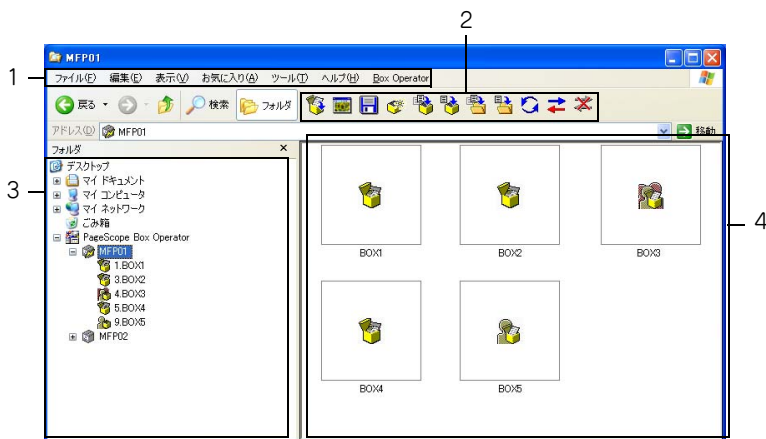 2
MFP01
1
ファイル(F) 編集(E) 表示(V) お気に入り(A) ツール(T) ヘルプ(H) Box Operator
戻る 検索 フォルダ
アドレス(D) MFP01 移動
フォルダ ×
3
デスクトップ
マイ ドキュメント
マイ コンピュータ
マイ ネットワーク
ごみ箱
PageScope Box Operator
MFP01
1.BOX1
3.BOX2
4.BOX3
5.BOX4
9.BOX5
MFP02
BOX1 BOX2 BOX3
4
BOX4 BOX5